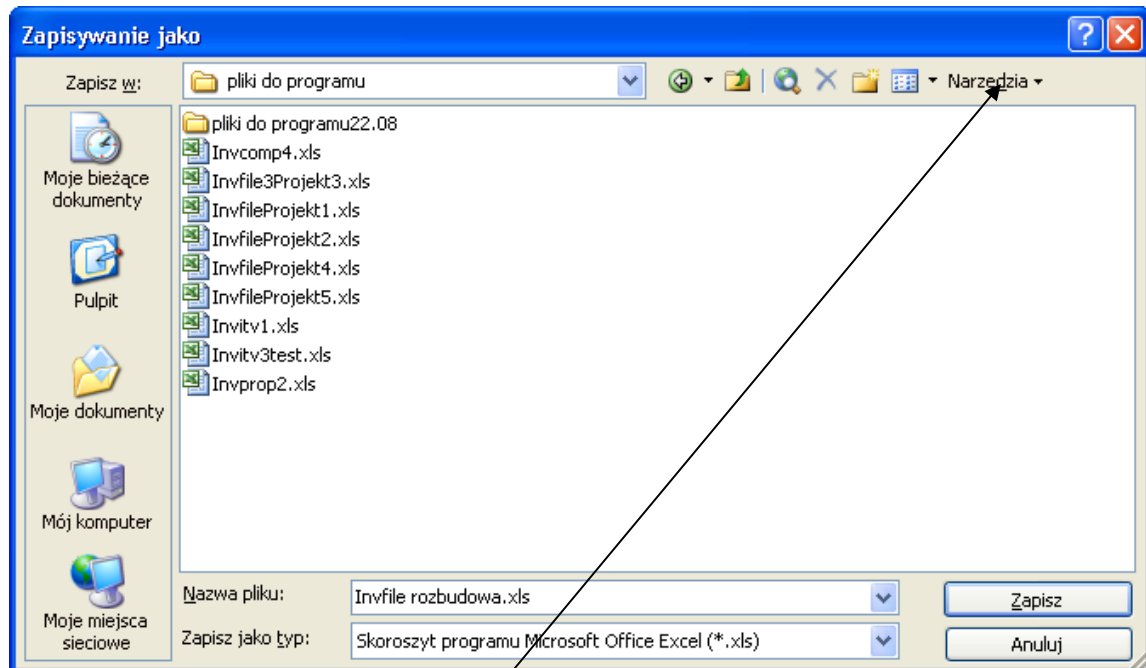 Zapisywanie jako
Zapisz w:
pliki do programu
Narzędzia
Moje bieżące
dokumenty
Pulpit
Moje dokumenty
Mój komputer
Moje miejsca
sieciowe
pliki do programu22.08
Invcomp4.xls
Invfile3Projekt3.xls
InvfileProjekt1.xls
InvfileProjekt2.xls
InvfileProjekt4.xls
InvfileProjekt5.xls
Invitv1.xls
Invitv3test.xls
Invprop2.xls
Nazwa pliku:
Invfile rozbudowa.xls
Zapisz
Zapisz jako typ:
Skoroszyt programu Microsoft Office Excel (*.xls)
Anuluj